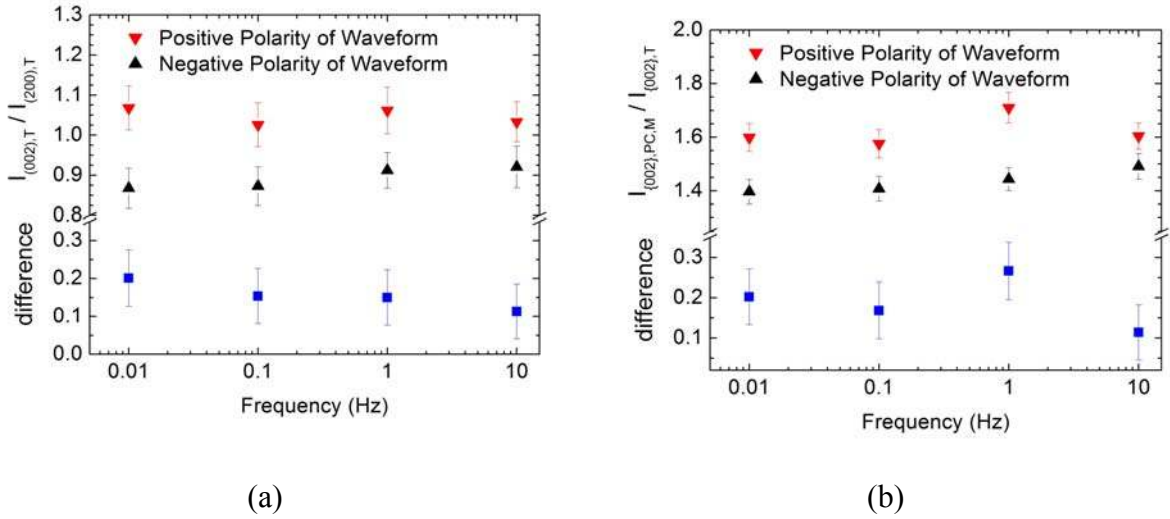 1.3
1.2
1.1
1.0
0.9
0.8
0.3
0.2
0.1
0.0
I(002),T / I(200),T
difference
Positive Polarity of Waveform
Negative Polarity of Waveform
0.01 0.1 1 10
Frequency (Hz)
(a)
2.0
1.8
1.6
1.4
0.3
0.2
0.1
I{002},PC,M / I{002},T
difference
Positive Polarity of Waveform
Negative Polarity of Waveform
0.01 0.1 1 10
Frequency (Hz)
(b)